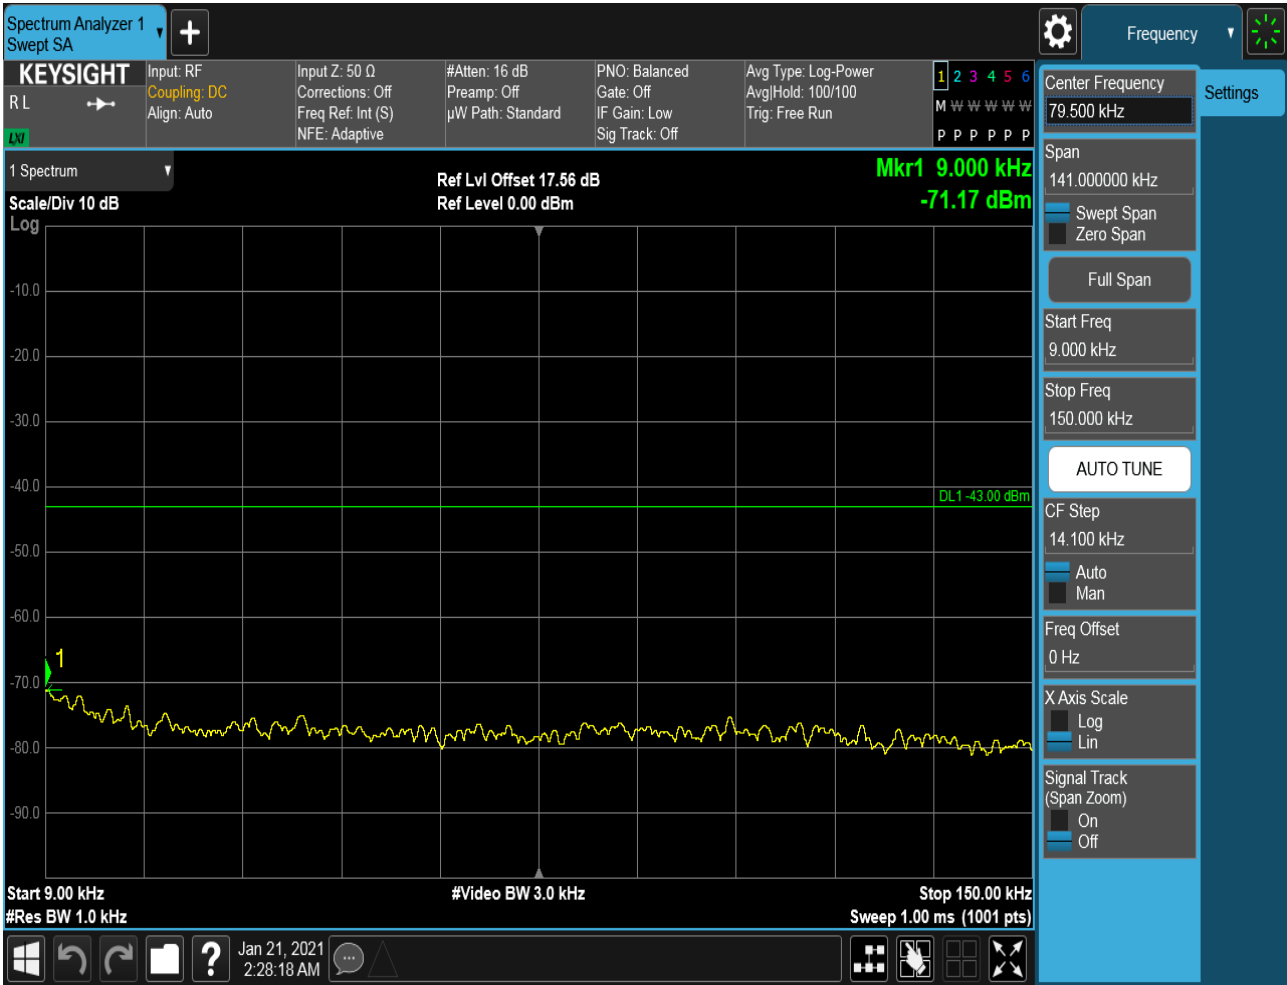 Spectrum Analyzer 1
Swept SA
Frequency
KEYSIGHT
R L
LXI
Input: RF
Coupling: DC
Align: Auto
Input Z: 50 Ω
Corrections: Off
Freq Ref: Int (S)
NFE: Adaptive
#Atten: 16 dB
Preamp: Off
µW Path: Standard
PNO: Balanced
Gate: Off
IF Gain: Low
Sig Track: Off
Avg Type: Log-Power
Avg|Hold: 100/100
Trig: Free Run
1 2 3 4 5 6
M W W W W W
P P P P P P
1 Spectrum
Scale/Div 10 dB
Log
Ref Lvl Offset 17.56 dB
Ref Level 0.00 dBm
Mkr1 9.000 kHz
-71.17 dBm
-10.0
-20.0
-30.0
-40.0
DL1 -43.00 dBm
-50.0
-60.0
1
-70.0
-80.0
-90.0
Start 9.00 kHz
#Video BW 3.0 kHz
Stop 150.00 kHz
#Res BW 1.0 kHz
Sweep 1.00 ms (1001 pts)
?
Jan 21, 2021
2:28:18 AM
Center Frequency
79.500 kHz
Settings
Span
141.000000 kHz
Swept Span
Zero Span
Full Span
Start Freq
9.000 kHz
Stop Freq
150.000 kHz
AUTO TUNE
CF Step
14.100 kHz
Auto
Man
Freq Offset
0 Hz
X Axis Scale
Log
Lin
Signal Track
(Span Zoom)
On
Off